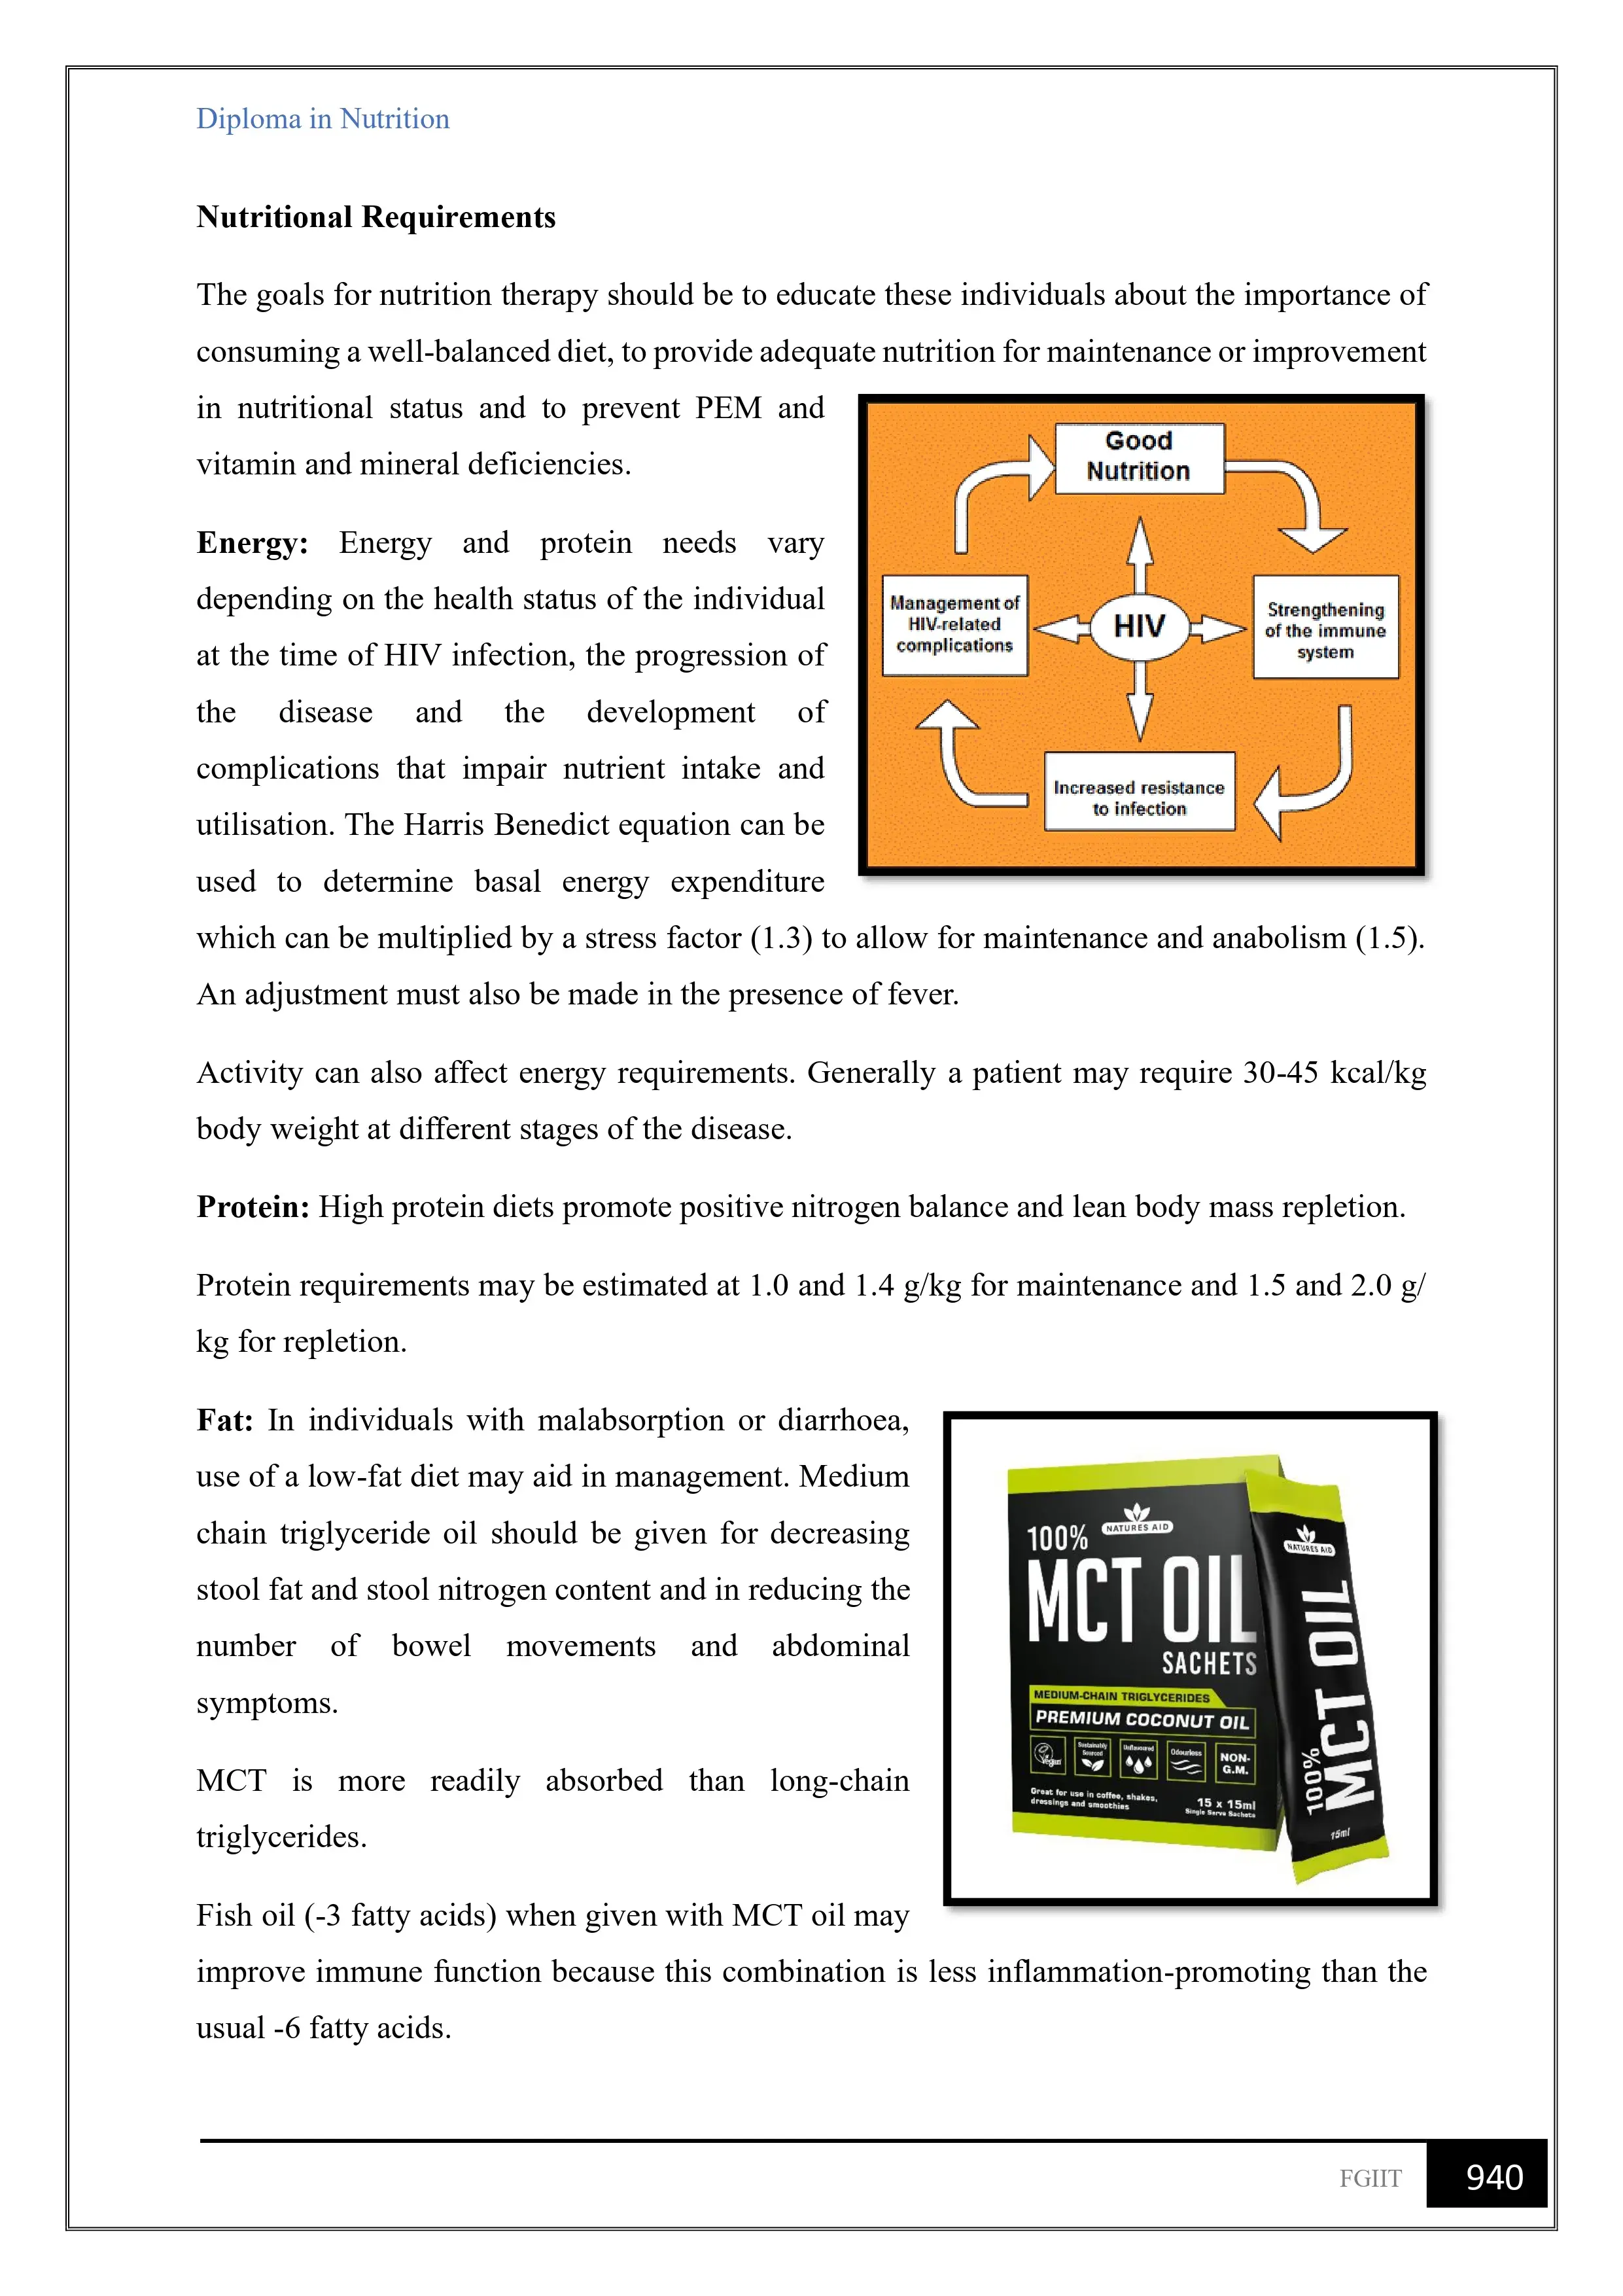 Diploma in Nutrition
Nutritional Requirements
The goals for nutrition therapy should be to educate these individuals about the importance of
consuming a well-balanced diet, to provide adequate nutrition for maintenance or improvement
in nutritional status and to prevent PEM and
vitamin and mineral deficiencies.
Energy: Energy and protein needs vary
depending on the health status of the individual
at the time of HIV infection, the progression of
the disease and the development of
complications that impair nutrient intake and
utilisation. The Harris Benedict equation can be
used to determine basal energy expenditure
which can be multiplied by a stress factor (1.3) to allow for maintenance and anabolism (1.5).
An adjustment must also be made in the presence of fever.
Good
Nutrition
Management of
HIV-related
complications
HIV
Strengthening
of the immune
system
Increased resistance
to infection
Activity can also affect energy requirements. Generally a patient may require 30-45 kcal/kg
body weight at different stages of the disease.
Protein: High protein diets promote positive nitrogen balance and lean body mass repletion.
Protein requirements may be estimated at 1.0 and 1.4 g/kg for maintenance and 1.5 and 2.0 g/
kg for repletion.
Fat: In individuals with malabsorption or diarrhoea,
use of a low-fat diet may aid in management. Medium
chain triglyceride oil should be given for decreasing
stool fat and stool nitrogen content and in reducing the
number of bowel movements and abdominal
symptoms.
MCT is more readily absorbed than long-chain
triglycerides.
Fish oil (-3 fatty acids) when given with MCT oil may
improve immune function because this combination is less inflammation-promoting than the
usual -6 fatty acids.
NATURES AID
100%
MCT OIL
SACHETS
MEDIUM-CHAIN TRIGLYCERIDES
PREMIUM COCONUT OIL
Vegan
Sustainably
Sourced
Unflavoured
Odourless
NON-
G.M.
Great for use in coffee, shakes,
dressings and smoothies
15 x 15ml
Single Serve Sachets
NATURES AID
100%
MCT OIL
15ml
FGIIT
940